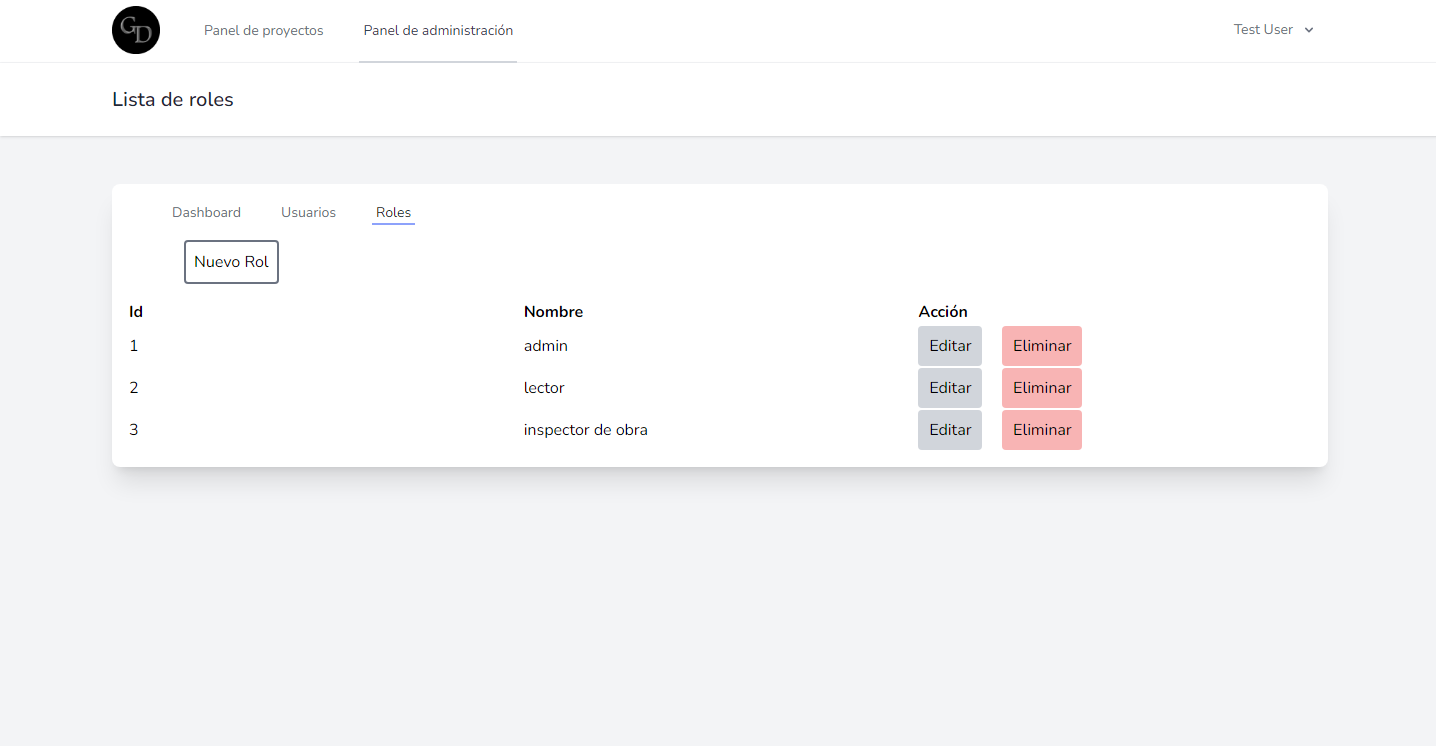 GD Panel de proyectos Panel de administración Test User
Lista de roles
Dashboard Usuarios Roles
Nuevo Rol
Id Nombre Acción
1 admin Editar Eliminar
2 lector Editar Eliminar
3 inspector de obra Editar Eliminar